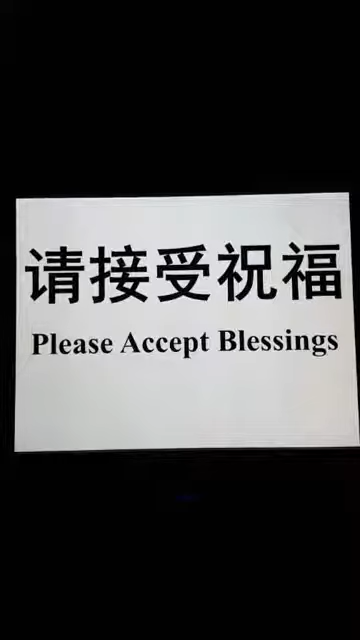 请接受祝福
Please Accept Blessings